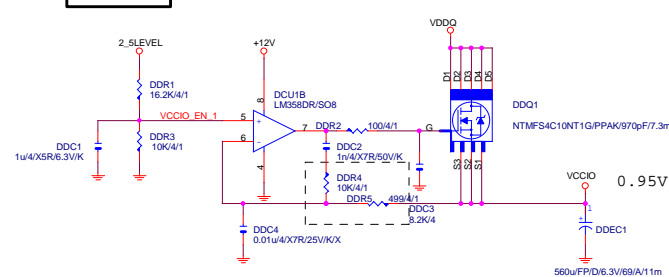 VDDQ
2_5LEVEL
+12V
D1
D2
D3
D4
D5
DDR1
16.2K/4/1
DCU1B
LM358DR/SO8
8
DDQ1
VCCIO_EN_1
5
+
7
DDR2
100/4/1
G
NTMFS4C10NT1G/PPAK/970pF/7.3m
DDC1
1u/4/X5R/6.3V/K
DDR3
10K/4/1
6
-
4
DDC2
1n/4/X7R/50V/K
S3
S2
S1
DDR4
10K/4/1
VCCIO
0.95V
DDR5
499/4/1
DDC3
8.2K/4
DDC4
0.01u/4/X7R/25V/K/X
1
+
DDEC1
560u/FP/D/6.3V/69/A/11m